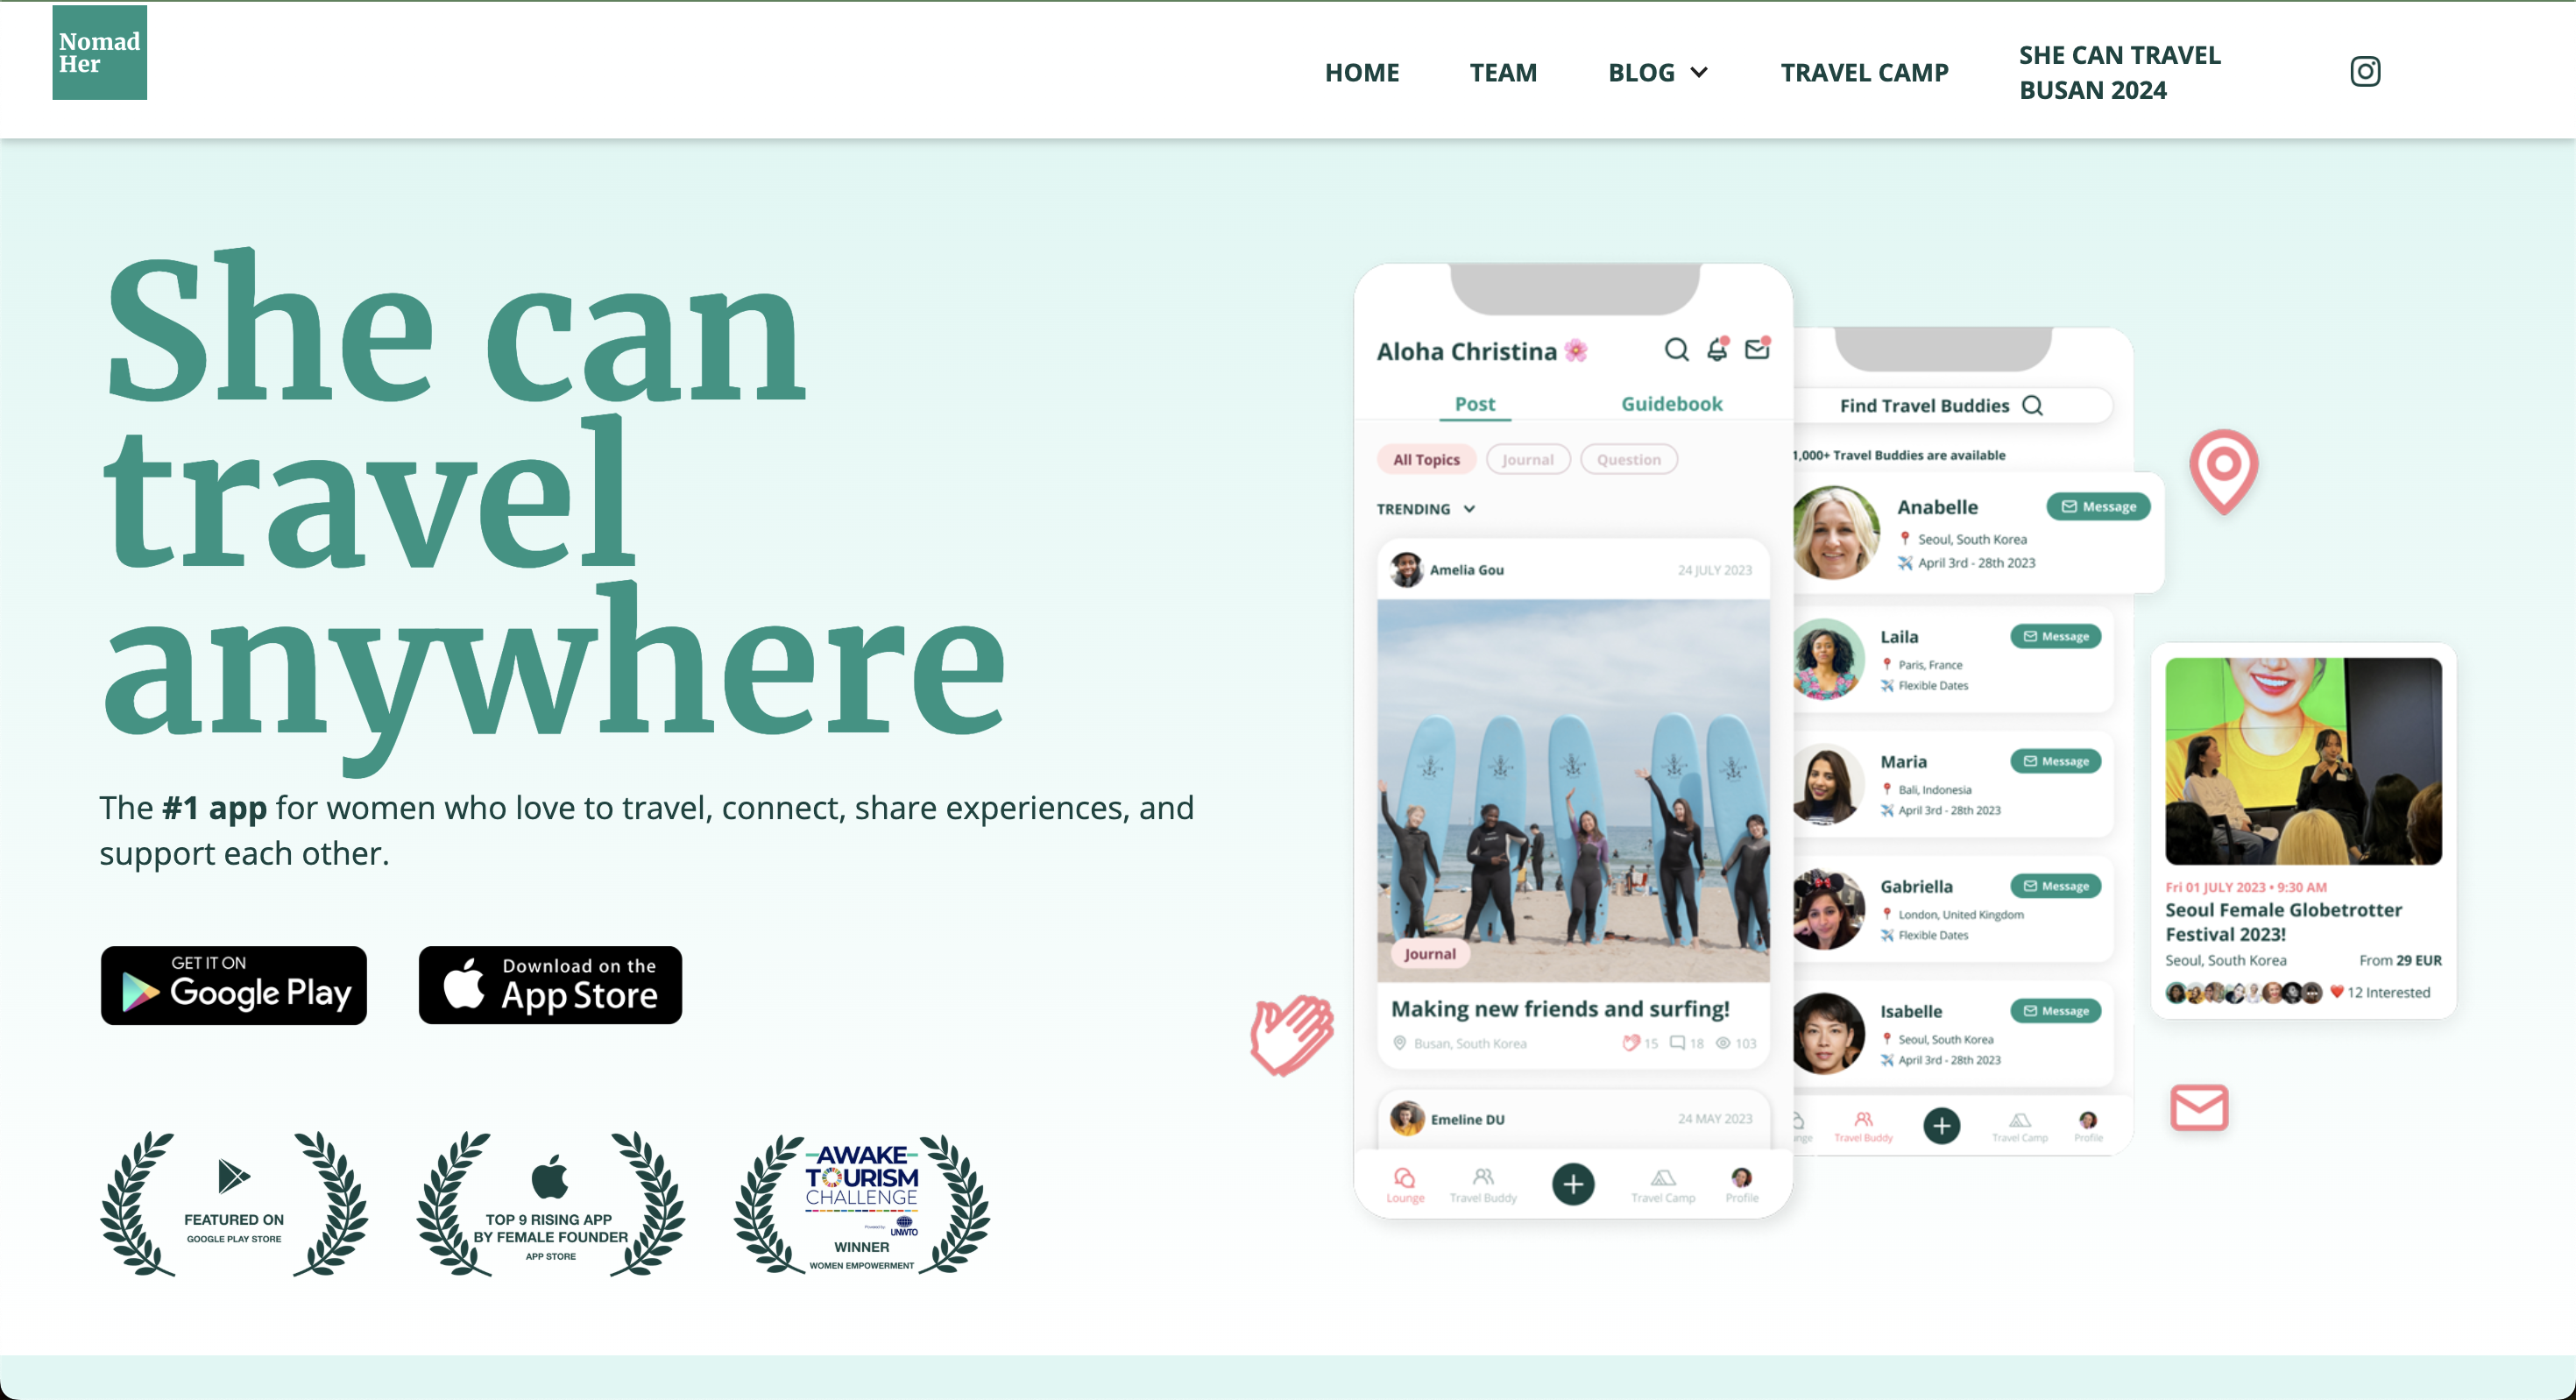 Nomad
Her
HOME
TEAM
BLOG
TRAVEL CAMP
SHE CAN TRAVEL
BUSAN 2024
She can
travel
anywhere
The #1 app for women who love to travel, connect, share experiences, and
support each other.
GET IT ON
Google Play
Download on the
App Store
FEATURED ON
GOOGLE PLAY STORE
TOP 9 RISING APP
BY FEMALE FOUNDER
APP STORE
AWAKE
TOURISM
CHALLENGE
Powered by
UNWTO
WINNER
WOMEN EMPOWERMENT
Aloha Christina
Post
Guidebook
All Topics
Journal
Question
TRENDING
Amelia Gou
24 JULY 2023
Journal
Making new friends and surfing!
Busan, South Korea
15
18
103
Emeline DU
24 MAY 2023
Lounge
Travel Buddy
Travel Camp
Profile
Find Travel Buddies
1,000+ Travel Buddies are available
Anabelle
Message
Seoul, South Korea
April 3rd - 28th 2023
Laila
Message
Paris, France
Flexible Dates
Maria
Message
Bali, Indonesia
April 3rd - 28th 2023
Gabriella
Message
London, United Kingdom
Flexible Dates
Isabelle
Message
Seoul, South Korea
April 3rd - 28th 2023
Travel Buddy
Travel Camp
Profile
Fri 01 JULY 2023 • 9:30 AM
Seoul Female Globetrotter
Festival 2023!
Seoul, South Korea
From 29 EUR
12 Interested